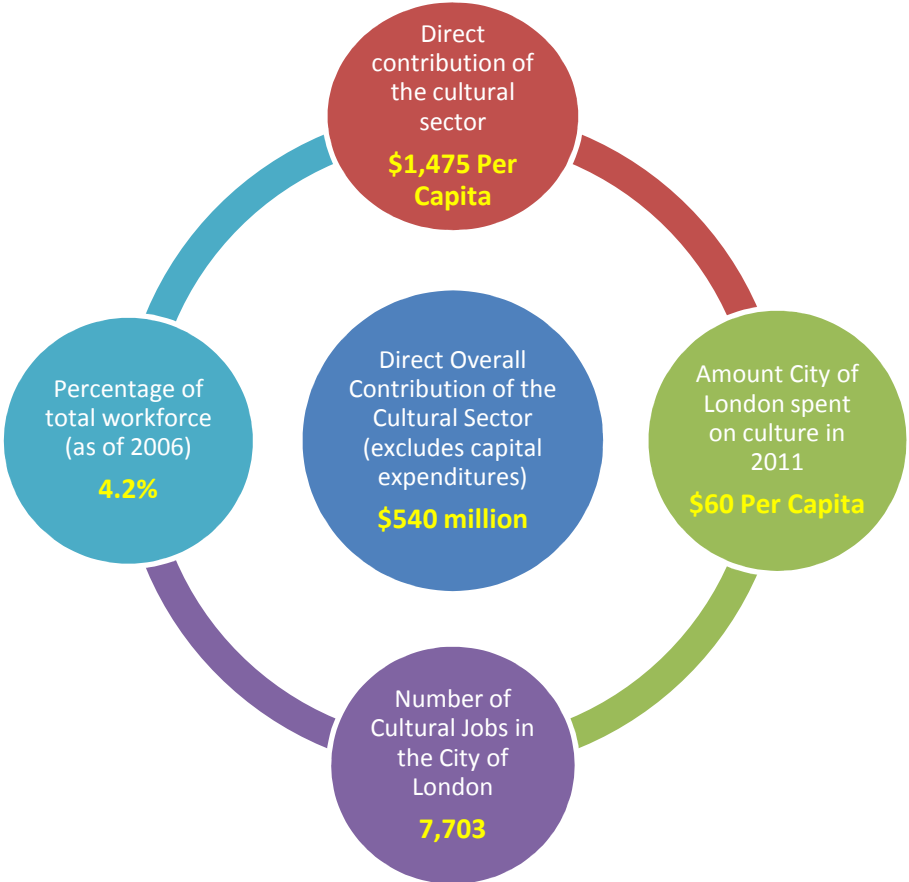 Direct
contribution of
the cultural
sector
$1,475 Per
Capita
Percentage of
total workforce
(as of 2006)
4.2%
Direct Overall
Contribution of the
Cultural Sector
(excludes capital
expenditures)
$540 million
Amount City of
London spent
on culture in
2011
$60 Per Capita
Number of
Cultural Jobs in
the City of
London
7,703